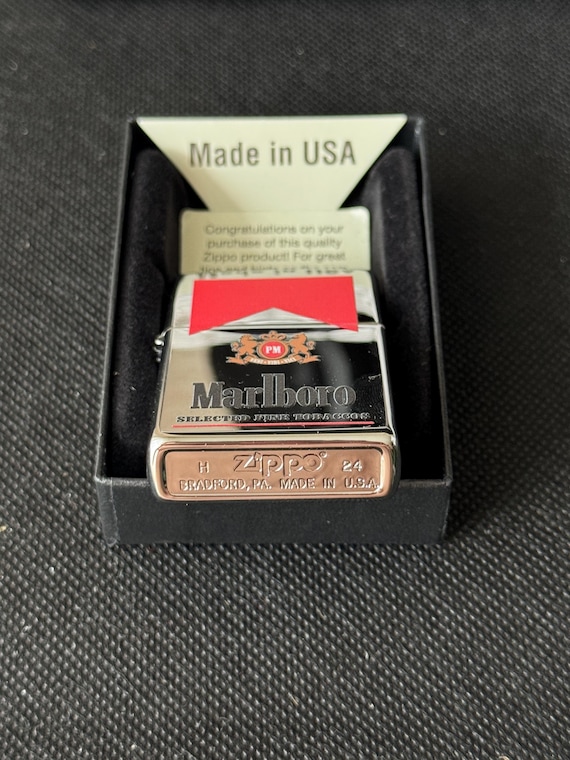 Made in USA
Congratulations on your
purchase of this quality
Zippo product! For great
PM
Marlboro
SELECTED FINE TOBACCOS
H Zippo® 24
BRADFORD, PA. MADE IN U.S.A.